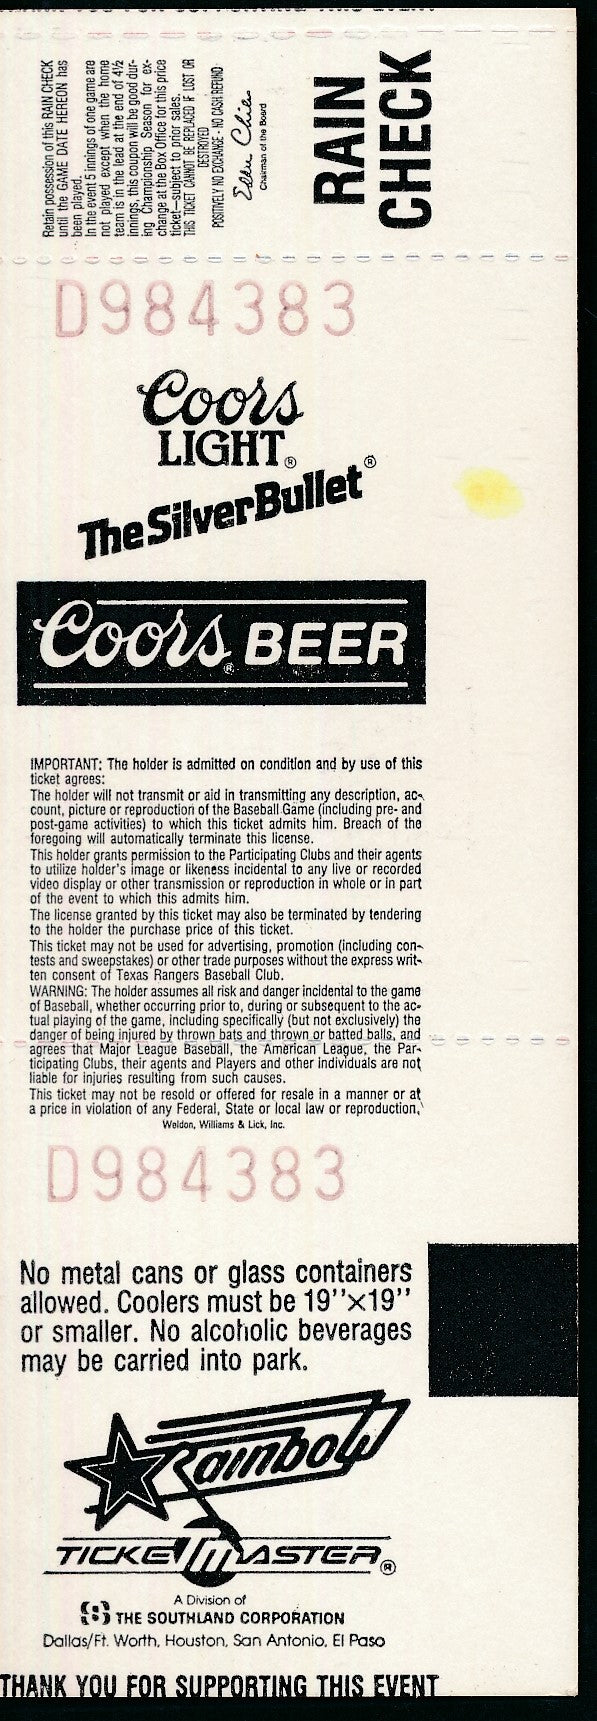 Retain possession of this RAIN CHECK
until the GAME DATE HEREON has
been played.
In the event 5 innings of one game are
not played except when the home
team is in the lead at the end of 4½
innings, this coupon will be good dur-
ing Championship Season for ex-
change at the Box Office for this price
ticket—subject to prior sales.
THIS TICKET CANNOT BE REPLACED IF LOST OR
DESTROYED
POSITIVELY NO EXCHANGE - NO CASH REFUND
Eddie Chiles
Chairman of the Board
RAIN
CHECK
D984383
Coors
LIGHT®
The Silver Bullet®
Coors® BEER
IMPORTANT: The holder is admitted on condition and by use of this
ticket agrees:
The holder will not transmit or aid in transmitting any description, ac-
count, picture or reproduction of the Baseball Game (including pre- and
post-game activities) to which this ticket admits him. Breach of the
foregoing will automatically terminate this license.
This holder grants permission to the Participating Clubs and their agents
to utilize holder's image or likeness incidental to any live or recorded
video display or other transmission or reproduction in whole or in part
of the event to which this admits him.
The license granted by this ticket may also be terminated by tendering
to the holder the purchase price of this ticket.
This ticket may not be used for advertising, promotion (including con-
tests and sweepstakes) or other trade purposes without the express writ-
ten consent of Texas Rangers Baseball Club.
WARNING: The holder assumes all risk and danger incidental to the game
of Baseball, whether occurring prior to, during or subsequent to the ac-
tual playing of the game, including specifically (but not exclusively) the
danger of being injured by thrown bats and thrown or batted balls, and
agrees that Major League Baseball, the American League, the Par-
ticipating Clubs, their agents and Players and other individuals are not
liable for injuries resulting from such causes.
This ticket may not be resold or offered for resale in a manner or at
a price in violation of any Federal, State or local law or reproduction.
Weldon, Williams & Lick, Inc.
D984383
No metal cans or glass containers
allowed. Coolers must be 19''×19''
or smaller. No alcoholic beverages
may be carried into park.
Rainbow
TICKETMASTER®
A Division of
THE SOUTHLAND CORPORATION
Dallas/Ft. Worth, Houston, San Antonio, El Paso
THANK YOU FOR SUPPORTING THIS EVENT